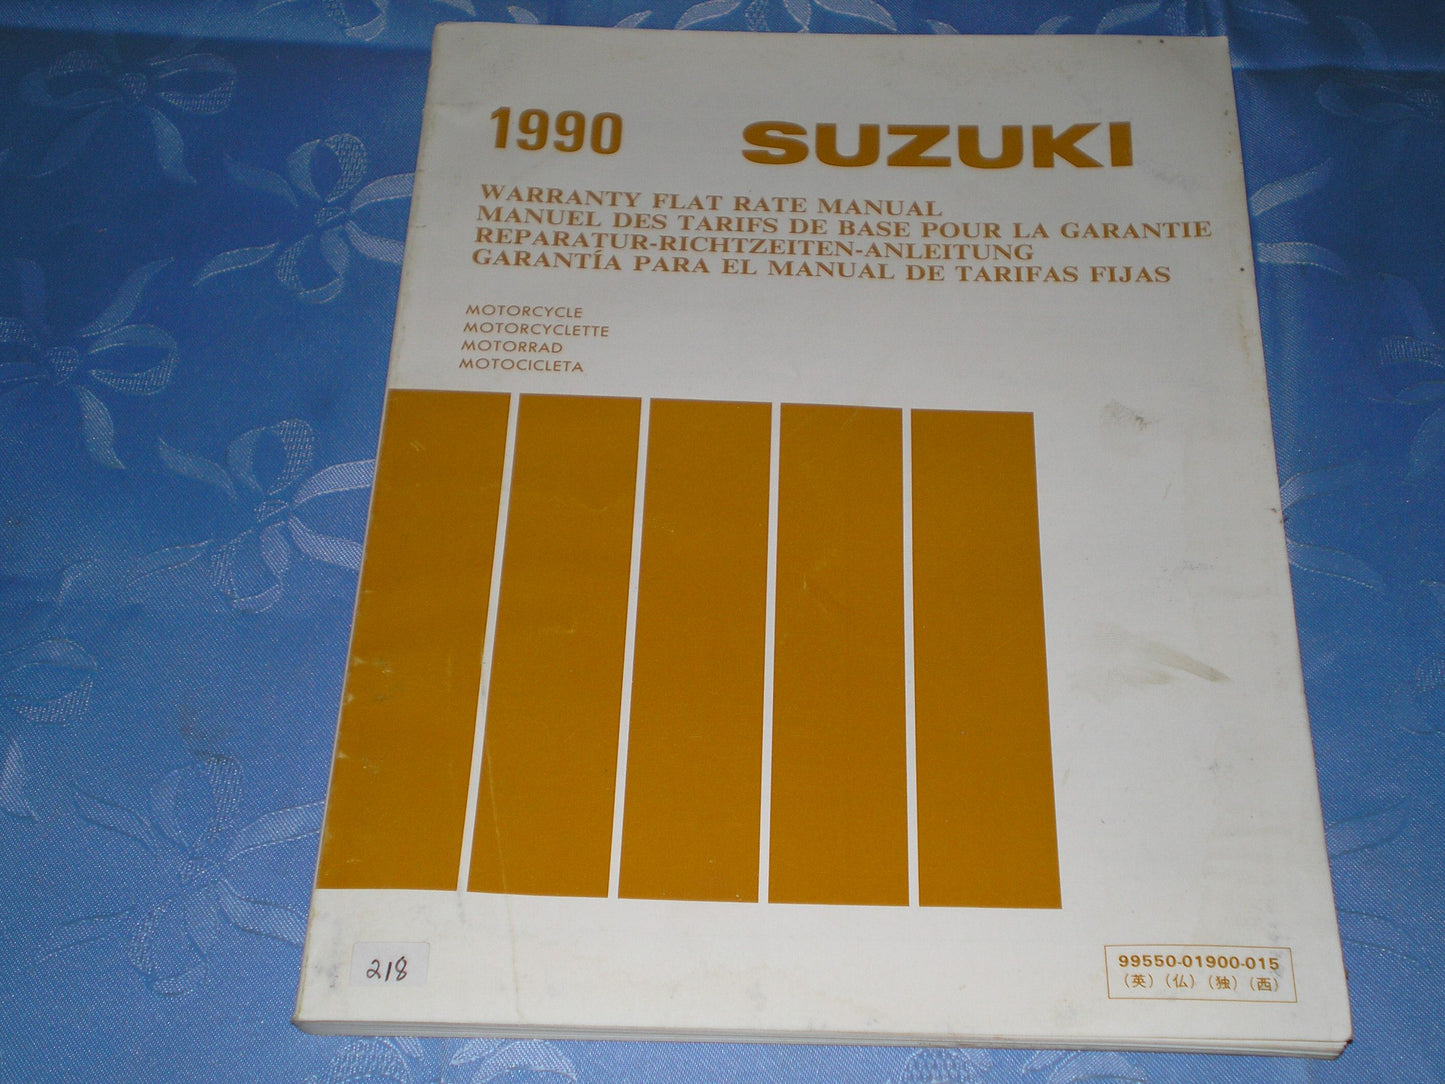 1990 SUZUKI
WARRANTY FLAT RATE MANUAL
MANUEL DES TARIFS DE BASE POUR LA GARANTIE
REPARATUR-RICHTZEITEN-ANLEITUNG
GARANTÍA PARA EL MANUAL DE TARIFAS FIJAS
MOTORCYCLE
MOTORCYCLETTE
MOTORRAD
MOTOCICLETA
218
99550-01900-015
(英)(仏)(独)(西)